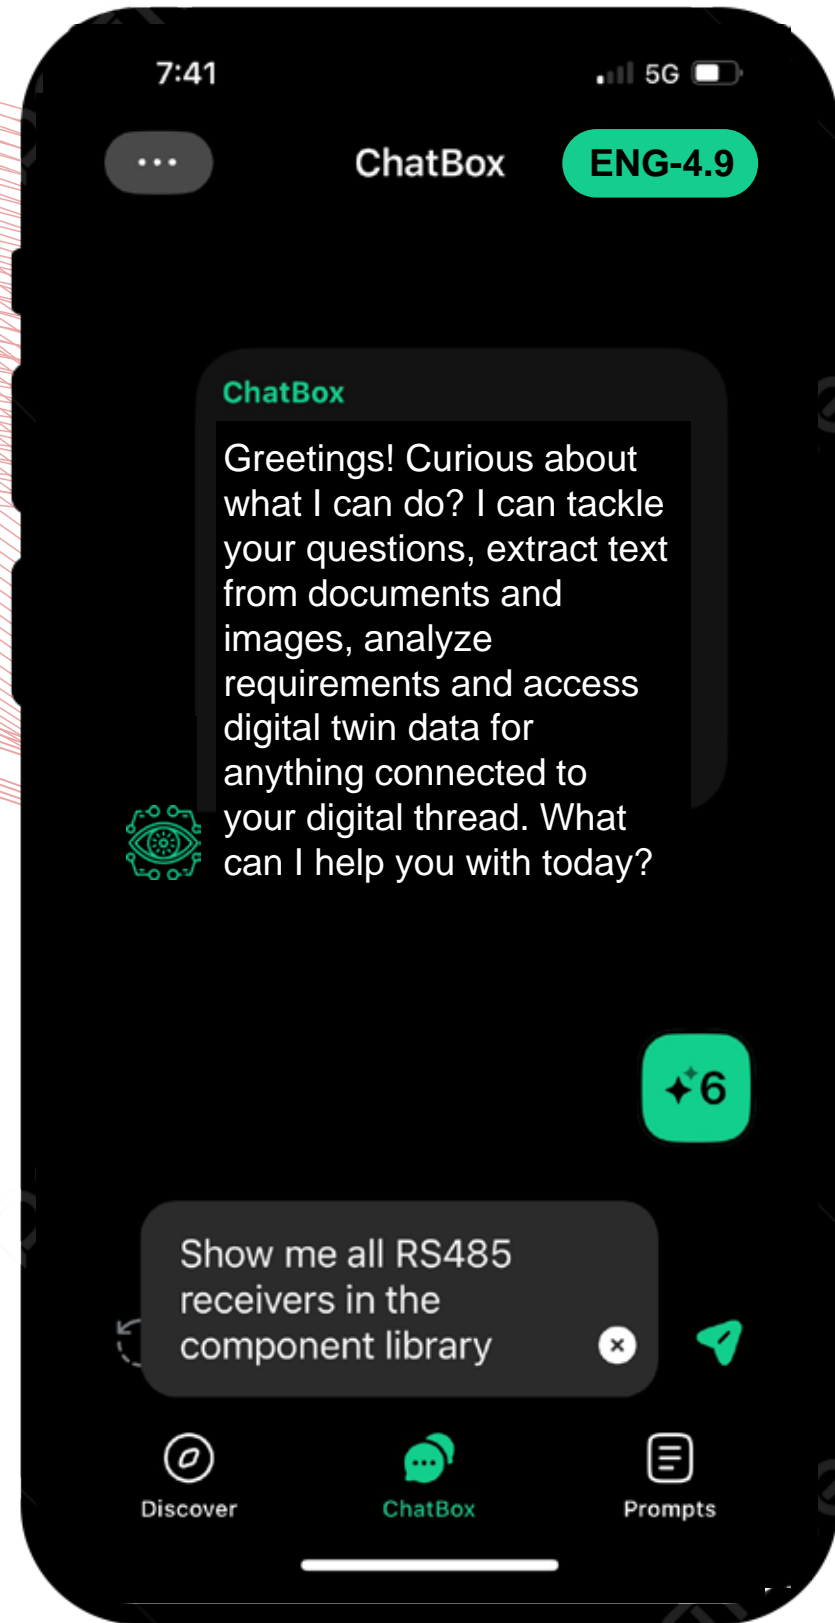 7:41
5G
ChatBox
ENG-4.9
ChatBox
Greetings! Curious about
what I can do? I can tackle
your questions, extract text
from documents and
images, analyze
requirements and access
digital twin data for
anything connected to
your digital thread. What
can I help you with today?
6
Show me all RS485
receivers in the
component library
Discover
ChatBox
Prompts